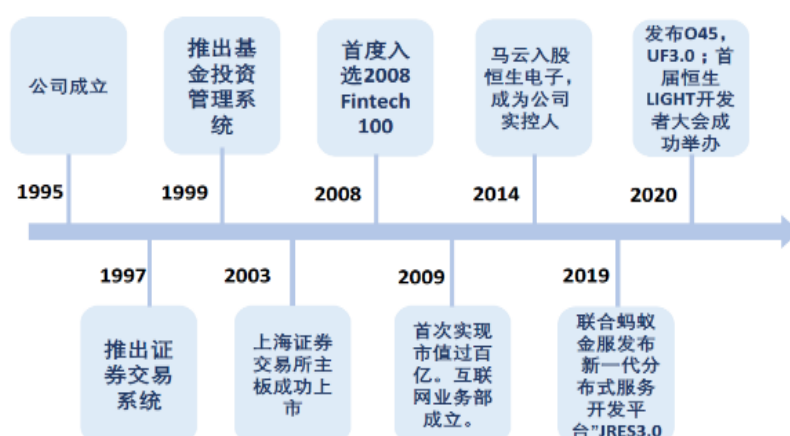 公司成立
推出基
金投资
管理系
统
首度入
选2008
Fintech
100
马云入股
恒生电子，
成为公司
实控人
发布O45，
UF3.0；首
届恒生
LIGHT开发
者大会成
功举办
1995
1999
2008
2014
2020
1997
2003
2009
2019
推出证
券交易
系统
上海证券
交易所主
板成功上
市
首次实现
市值过百
亿。互联
网业务部
成立。
联合蚂蚁
金服发布
新一代分
布式服务
开发平
台"JRES3.0